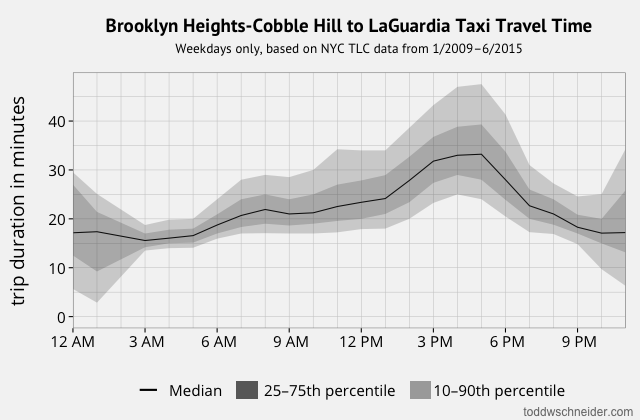 Brooklyn Heights-Cobble Hill to LaGuardia Taxi Travel Time
Weekdays only, based on NYC TLC data from 1/2009–6/2015
trip duration in minutes
40
30
20
10
0
12 AM 3 AM 6 AM 9 AM 12 PM 3 PM 6 PM 9 PM
Median 25–75th percentile 10–90th percentile
toddwschneider.com